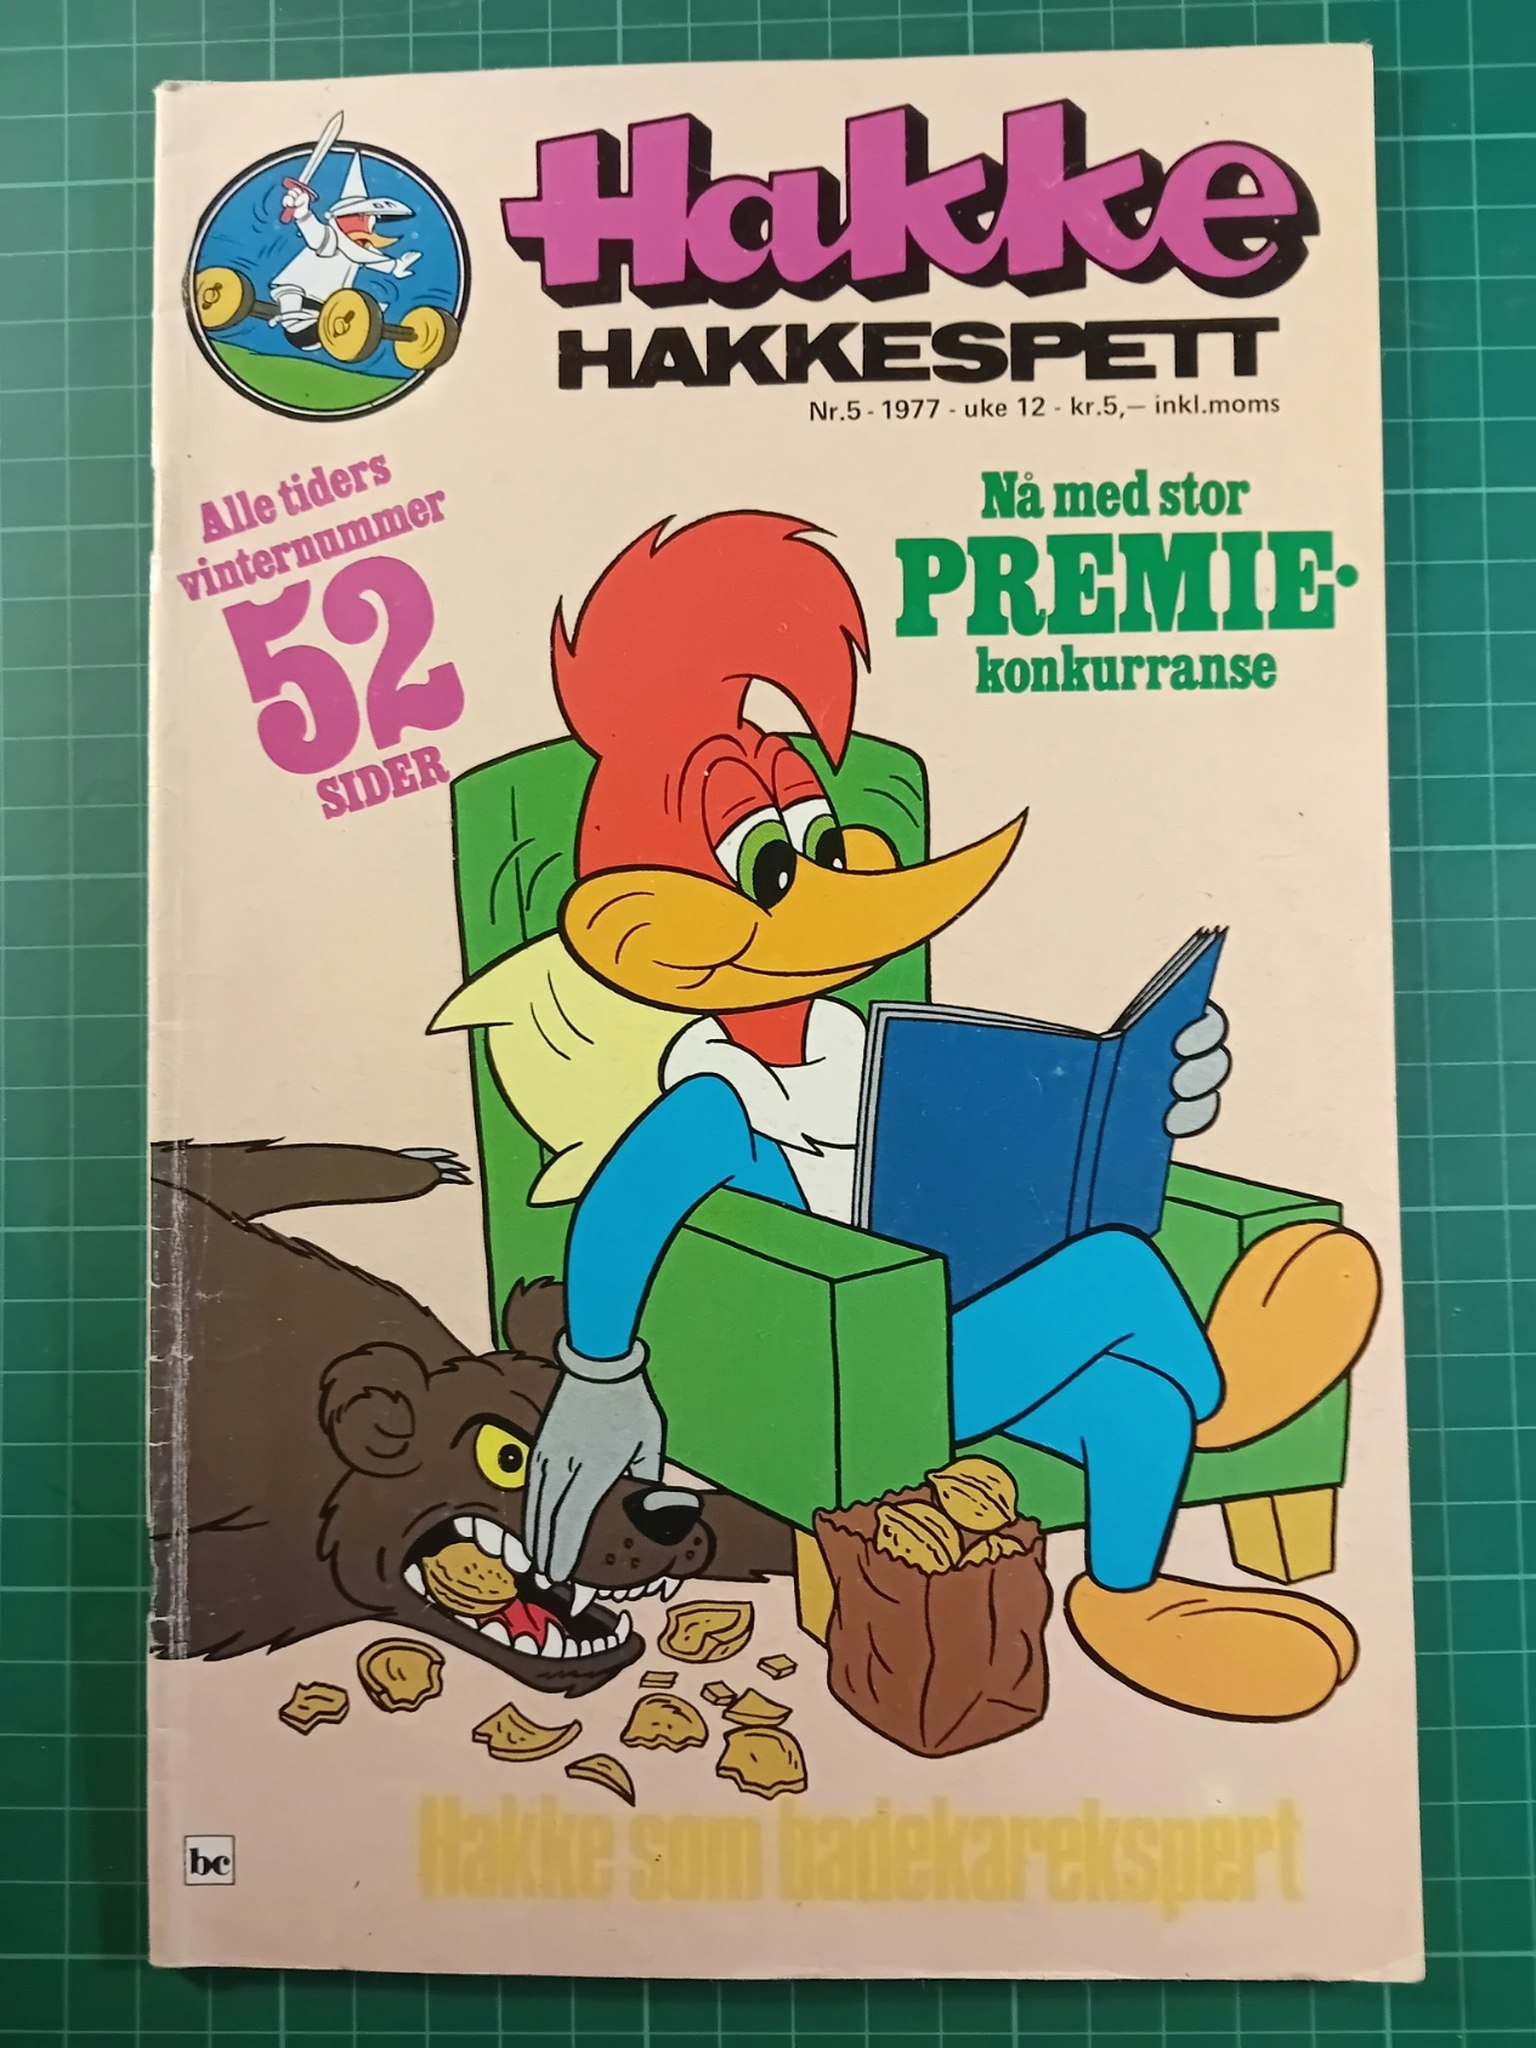 Hakke
HAKKESPETT
Nr.5 - 1977 - uke 12 - kr.5,— inkl.moms
Alle tiders
vinternummer
52
SIDER
Nå med stor
PREMIE-
konkurranse
Hakke som badekarekspert
bc